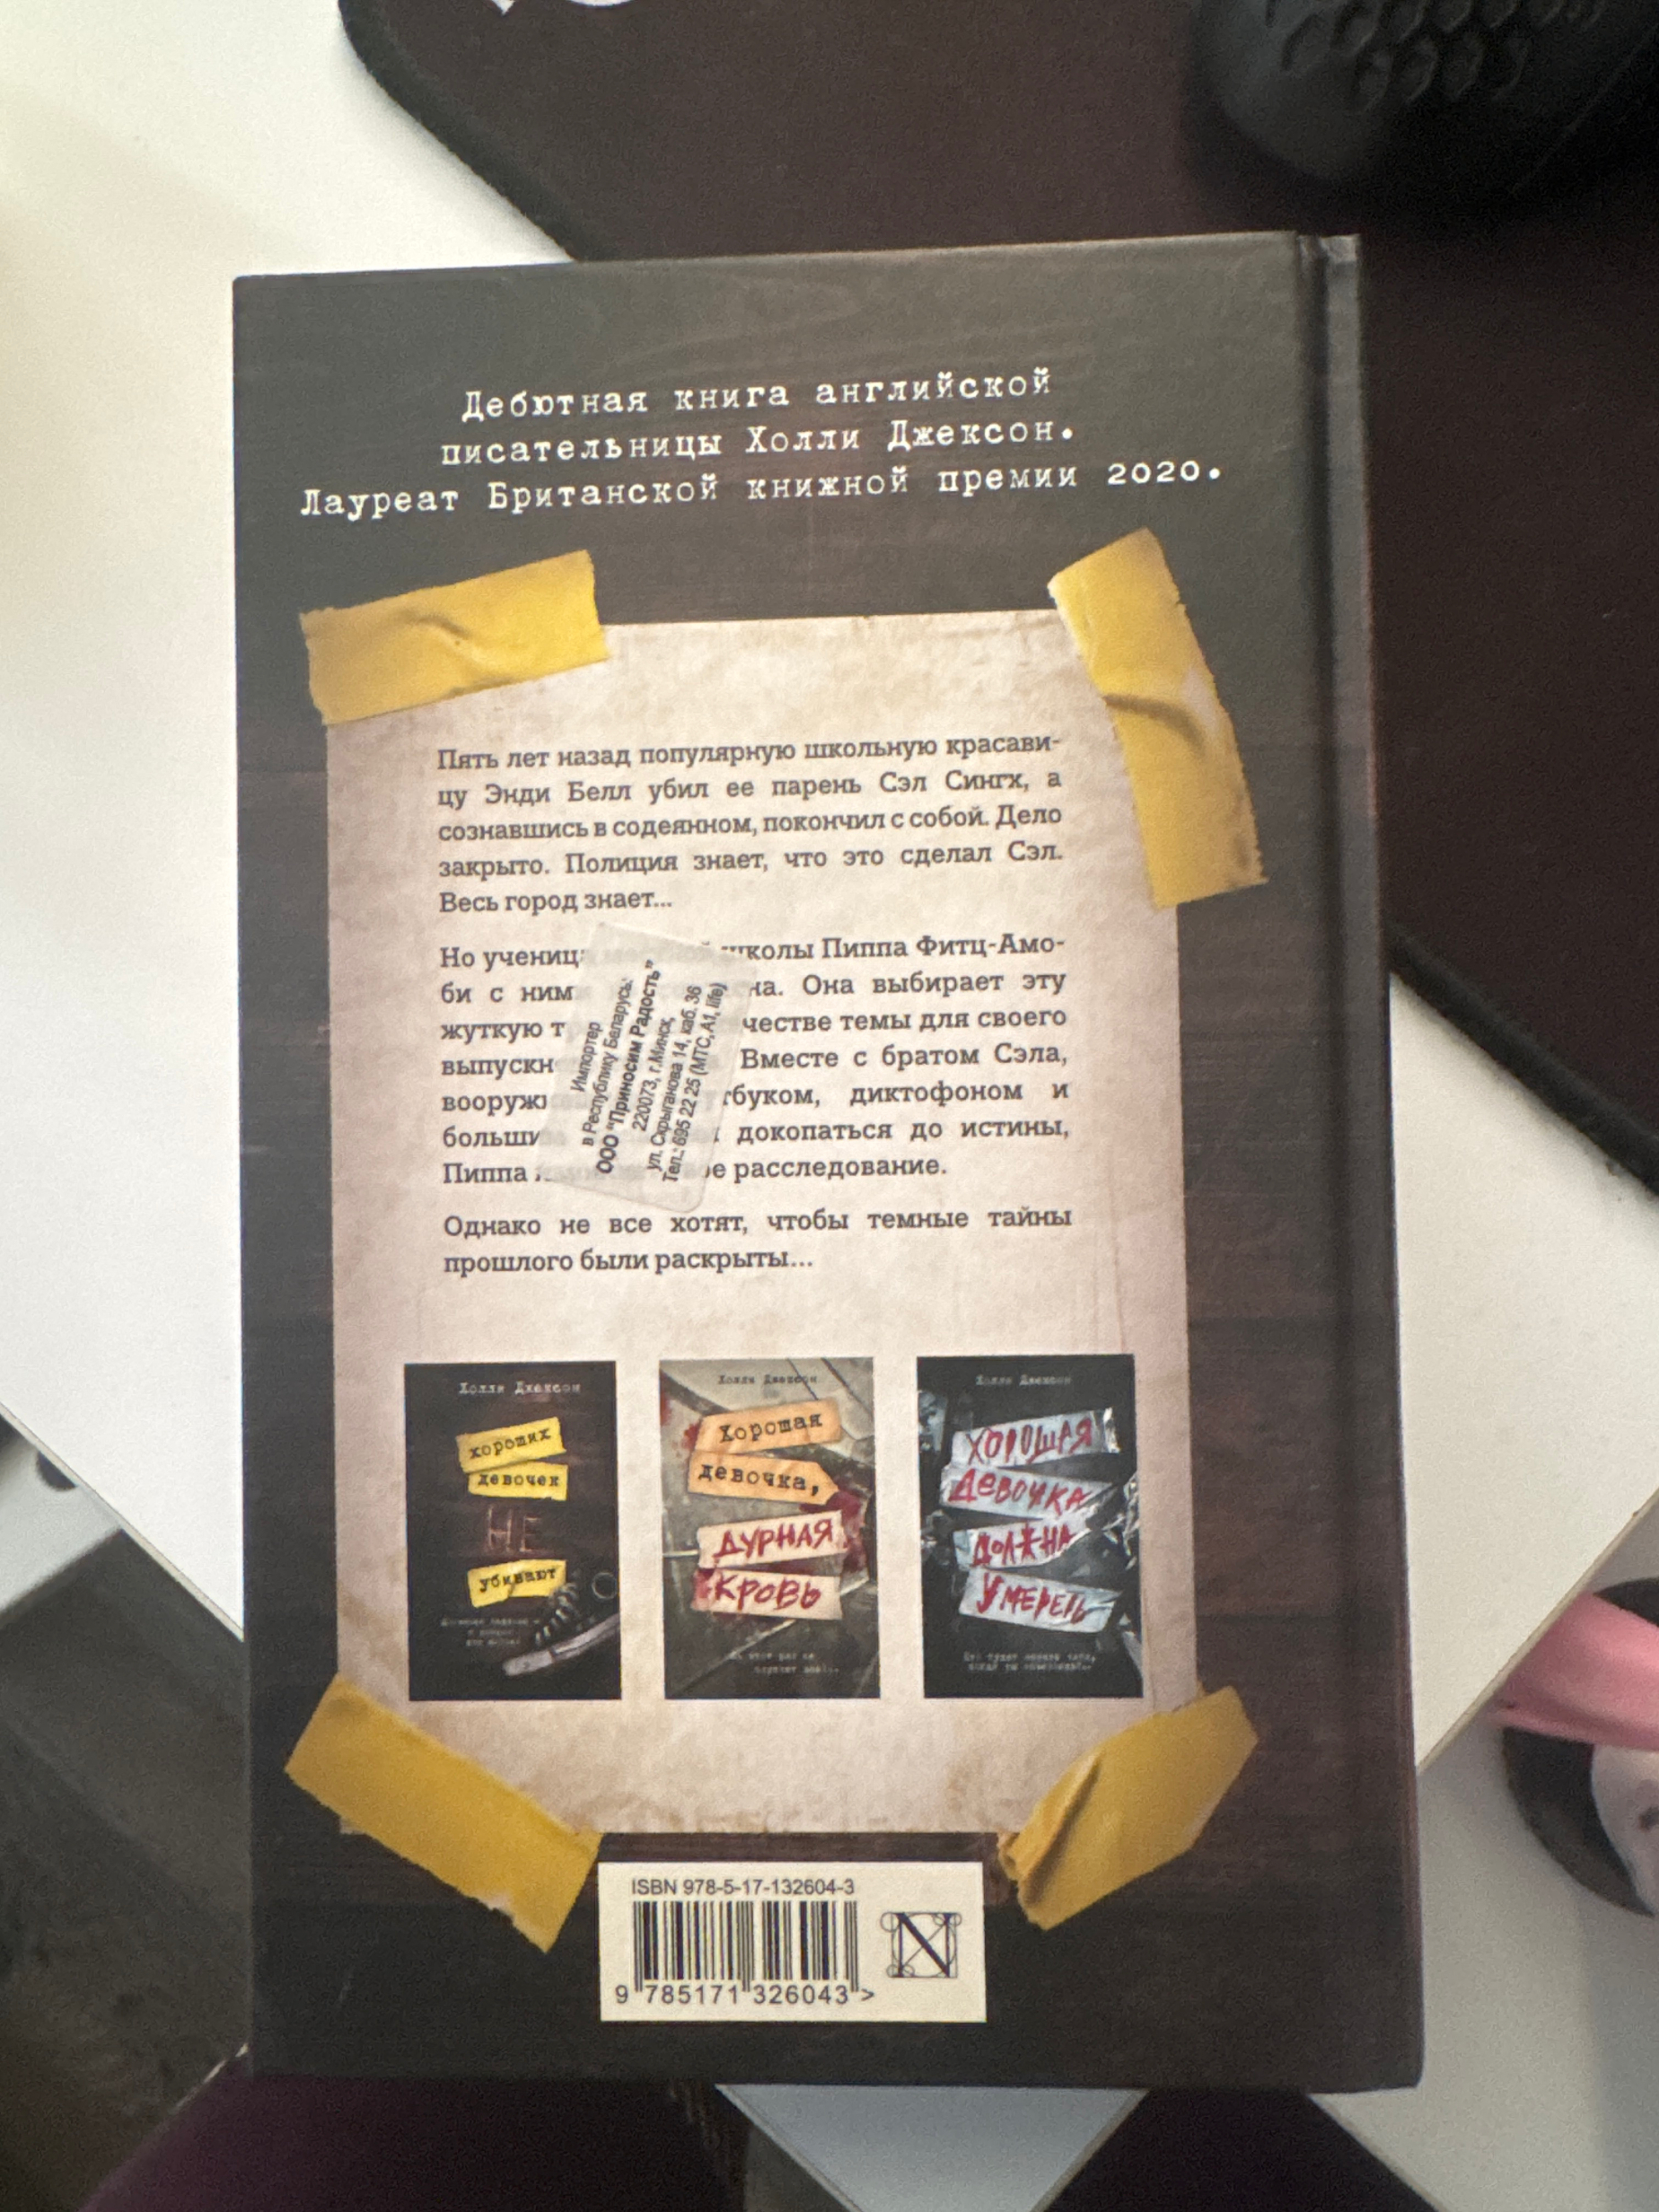 Дебютная книга английской
писательницы Холли Джексон.
Лауреат Британской книжной премии 2020.
Пять лет назад популярную школьную красави-
цу Энди Белл убил ее парень Сэл Сингх, а
сознавшись в содеянном, покончил с собой. Дело
закрыто. Полиция знает, что это сделал Сэл.
Весь город знает...
Но учениц школы Пиппа Фитц-Амо-
би с ним на. Она выбирает эту
жуткую т честве темы для своего
выпускн Вместе с братом Сэла,
вооруж тбуком, диктофоном и
больши докопаться до истины,
Пиппа ое расследование.
Однако не все хотят, чтобы темные тайны
прошлого были раскрыты...
Импортер
в Республику Беларусь:
ООО "Приносим Радость"
220073, г.Минск,
ул. Скрыганова 14, каб. 36
Тел.: 695 22 25 (МТС, А1, life)
Холли Джексон
хороших
девочек
НЕ
убивают
Холли Джексон
Хорошая
девочка,
ДУРНАЯ
КРОВЬ
Холли Джексон
ХОРОШАЯ
ДЕВОЧКА
ДОЛЖНА
УМЕРЕТЬ
ISBN 978-5-17-132604-3
N
9 785171 326043 >